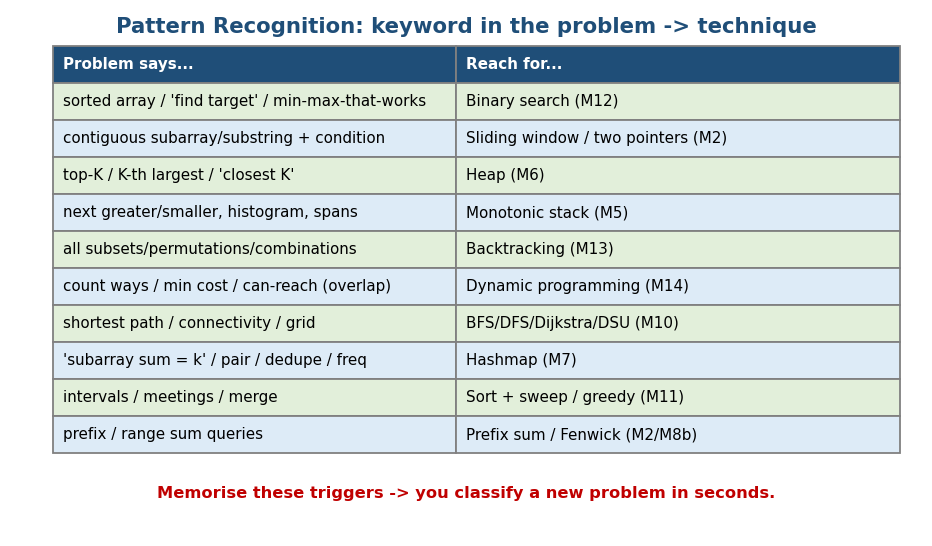 Pattern Recognition: keyword in the problem -> technique
Problem says... Reach for...
sorted array / 'find target' / min-max-that-works Binary search (M12)
contiguous subarray/substring + condition Sliding window / two pointers (M2)
top-K / K-th largest / 'closest K' Heap (M6)
next greater/smaller, histogram, spans Monotonic stack (M5)
all subsets/permutations/combinations Backtracking (M13)
count ways / min cost / can-reach (overlap) Dynamic programming (M14)
shortest path / connectivity / grid BFS/DFS/Dijkstra/DSU (M10)
'subarray sum = k' / pair / dedupe / freq Hashmap (M7)
intervals / meetings / merge Sort + sweep / greedy (M11)
prefix / range sum queries Prefix sum / Fenwick (M2/M8b)
Memorise these triggers -> you classify a new problem in seconds.